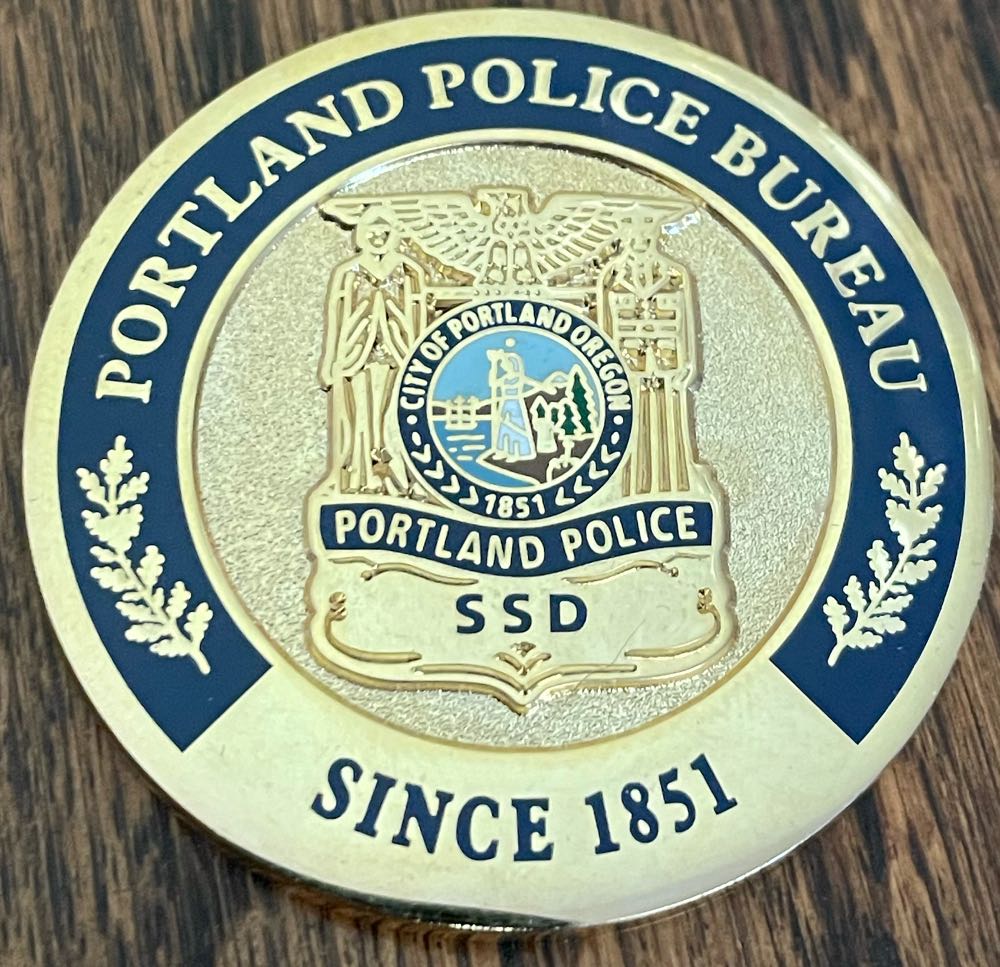 PORTLAND POLICE BUREAU
· CITY OF PORTLAND OREGON ·
1851
PORTLAND POLICE
SSD
SINCE 1851